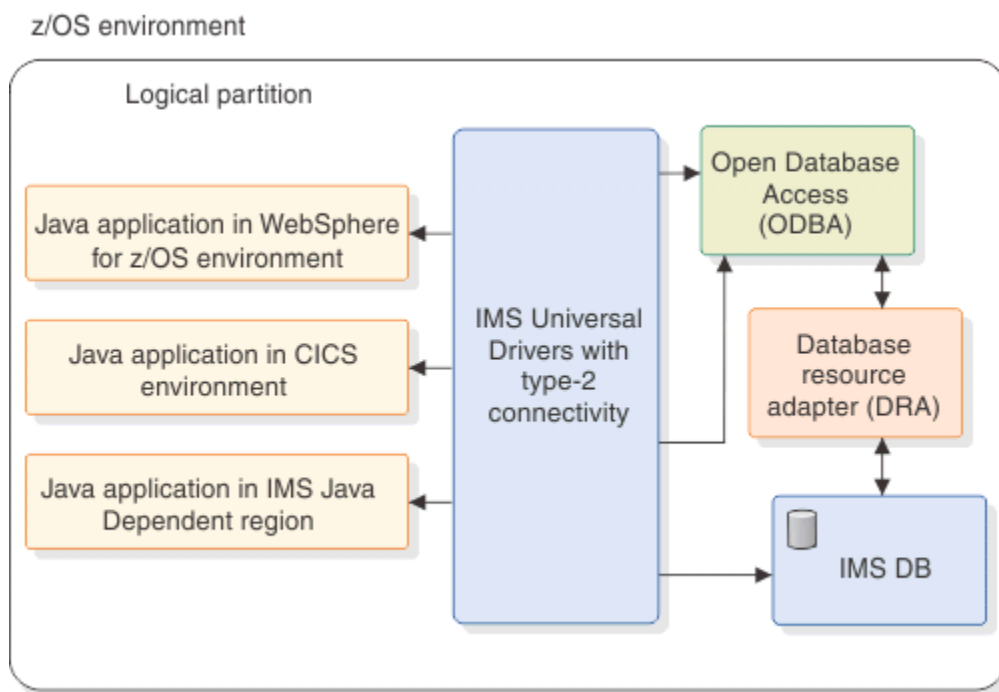 z/OS environment
Logical partition
Java application in WebSphere
for z/OS environment
Java application in CICS
environment
Java application in IMS Java
Dependent region
IMS Universal
Drivers with
type-2
connectivity
Open Database
Access
(ODBA)
Database
resource
adapter (DRA)
IMS DB